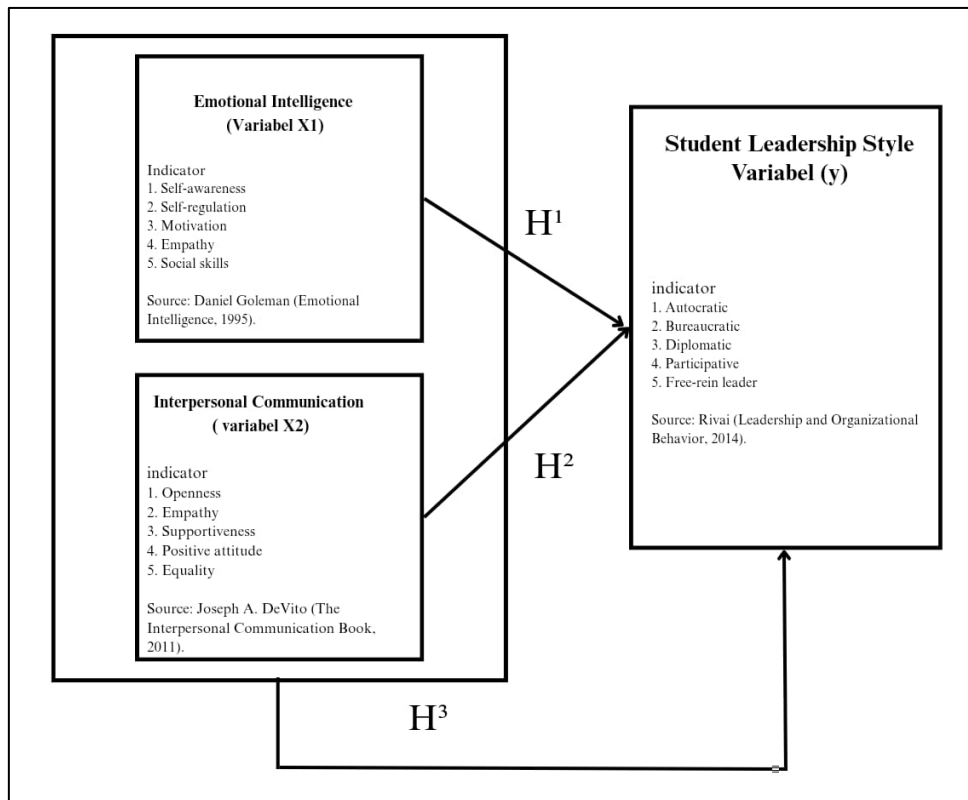 Emotional Intelligence
(Variabel X1)
Indicator
1. Self-awareness
2. Self-regulation
3. Motivation
4. Empathy
5. Social skills
Source: Daniel Goleman (Emotional
Intelligence, 1995).
Interpersonal Communication
( variabel X2)
indicator
1. Openness
2. Empathy
3. Supportiveness
4. Positive attitude
5. Equality
Source: Joseph A. DeVito (The
Interpersonal Communication Book,
2011).
H¹
H²
H³
Student Leadership Style
Variabel (y)
indicator
1. Autocratic
2. Bureaucratic
3. Diplomatic
4. Participative
5. Free-rein leader
Source: Rivai (Leadership and Organizational
Behavior, 2014).